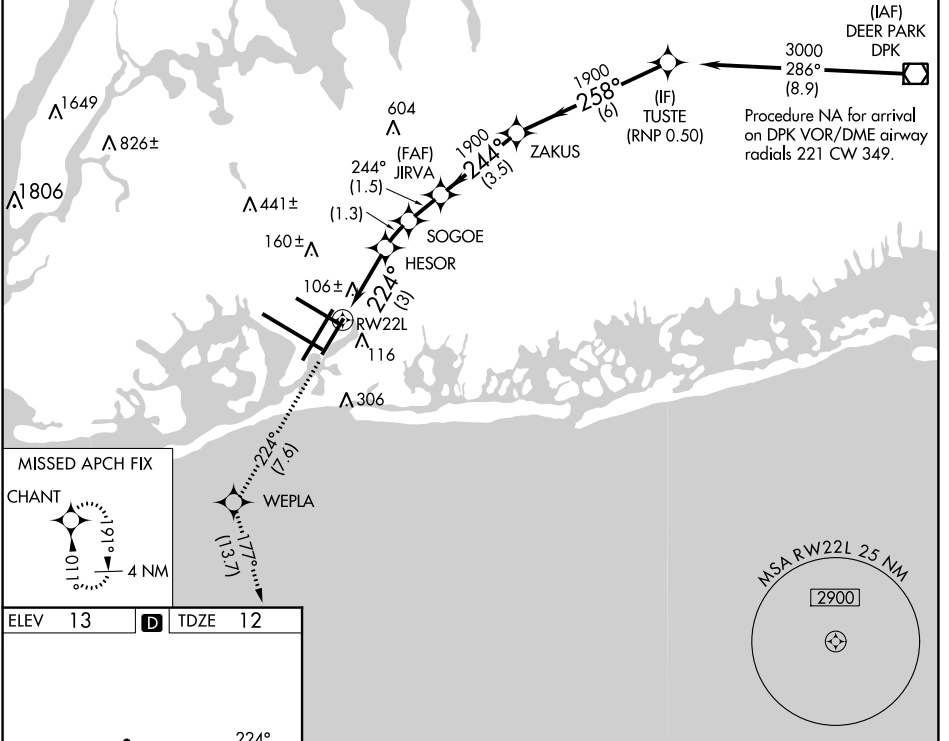 (IAF)
DEER PARK
DPK
3000
286°
(8.9)
Procedure NA for arrival
on DPK VOR/DME airway
radials 221 CW 349.
1900
258°
(6)
(IF)
TUSTE
(RNP 0.50)
ZAKUS
1900
244°
(3.5)
604
(FAF)
JIRVA
244°
(1.5)
(1.3)
SOGOE
HESOR
1649
826±
1806
441±
160±
106±
224°
(3)
RW22L
116
306
224°
(7.6)
WEPLA
177°
(13.7)
MISSED APCH FIX
CHANT
191°
011°
4 NM
MSA RW22L 25 NM
2900
ELEV 13 D TDZE 12
224°